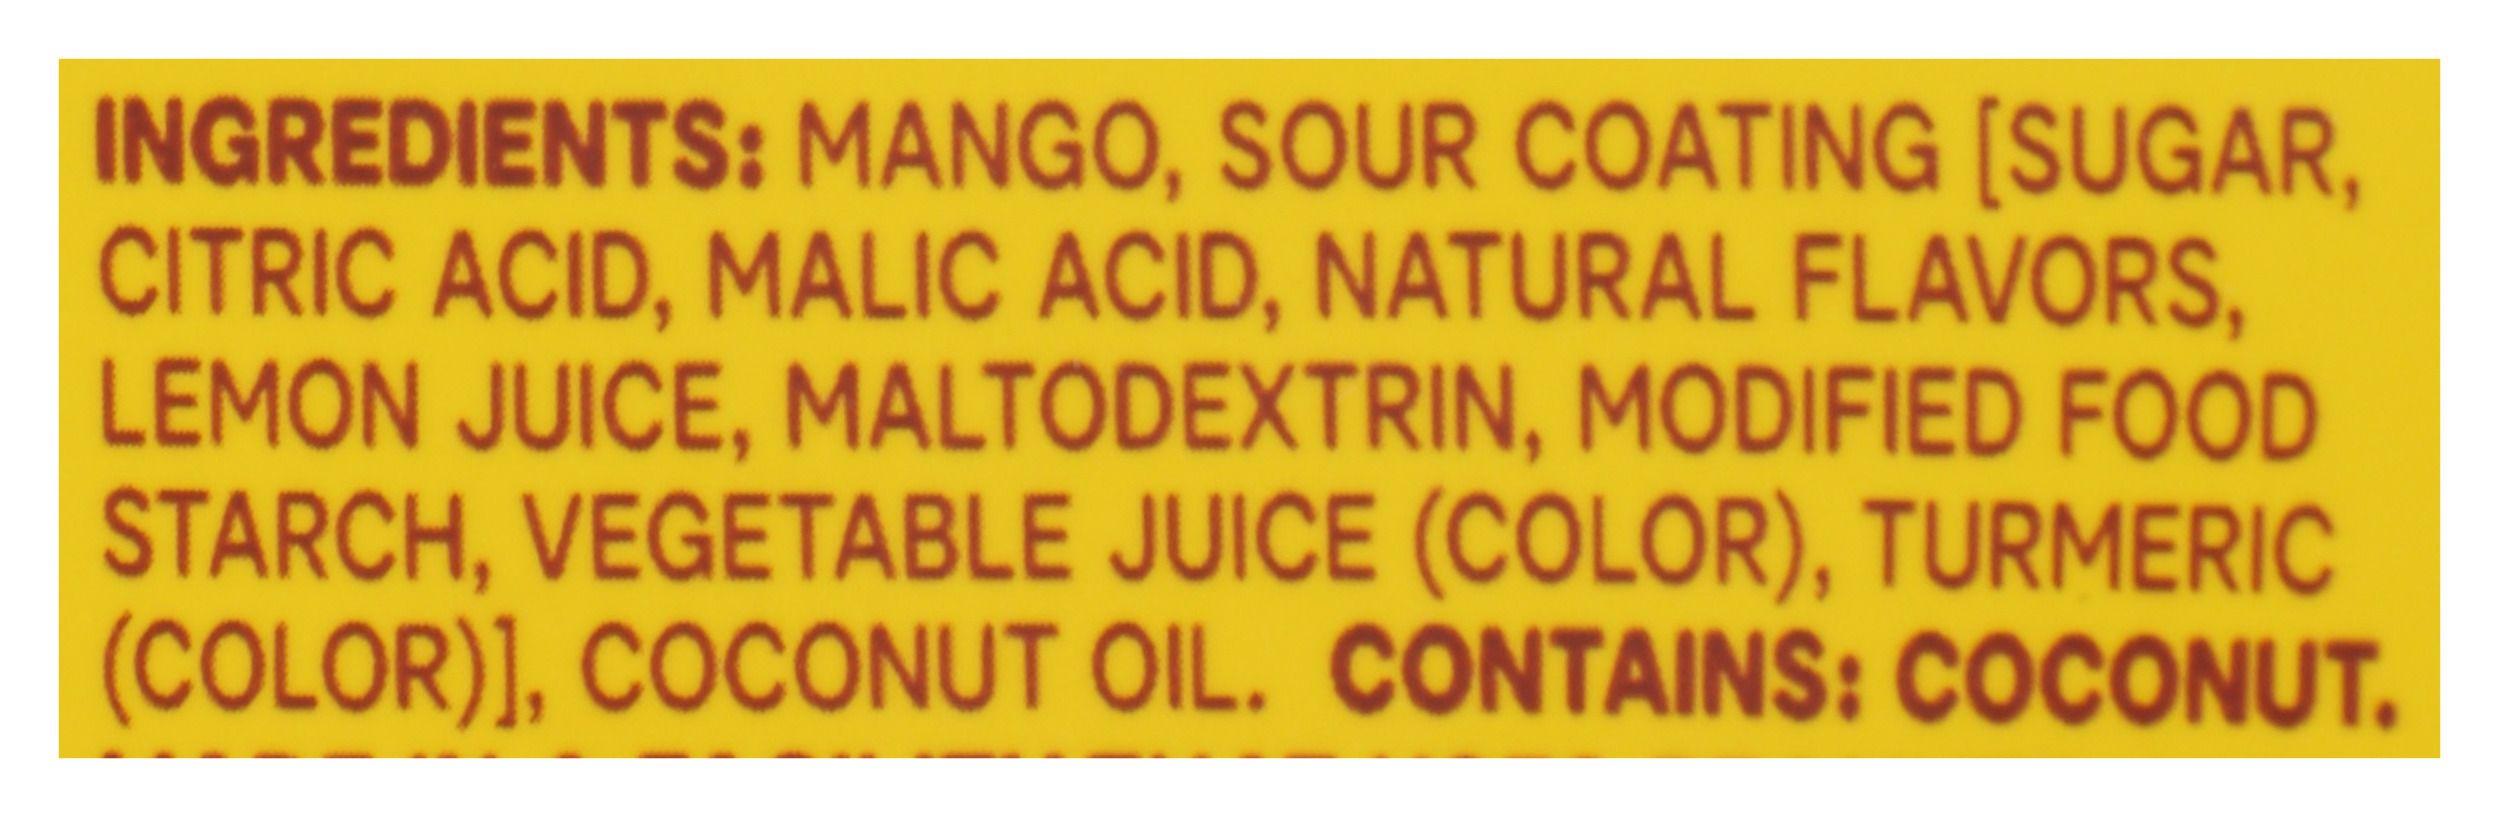 INGREDIENTS: MANGO, SOUR COATING [SUGAR,
CITRIC ACID, MALIC ACID, NATURAL FLAVORS,
LEMON JUICE, MALTODEXTRIN, MODIFIED FOOD
STARCH, VEGETABLE JUICE (COLOR), TURMERIC
(COLOR)], COCONUT OIL. CONTAINS: COCONUT.